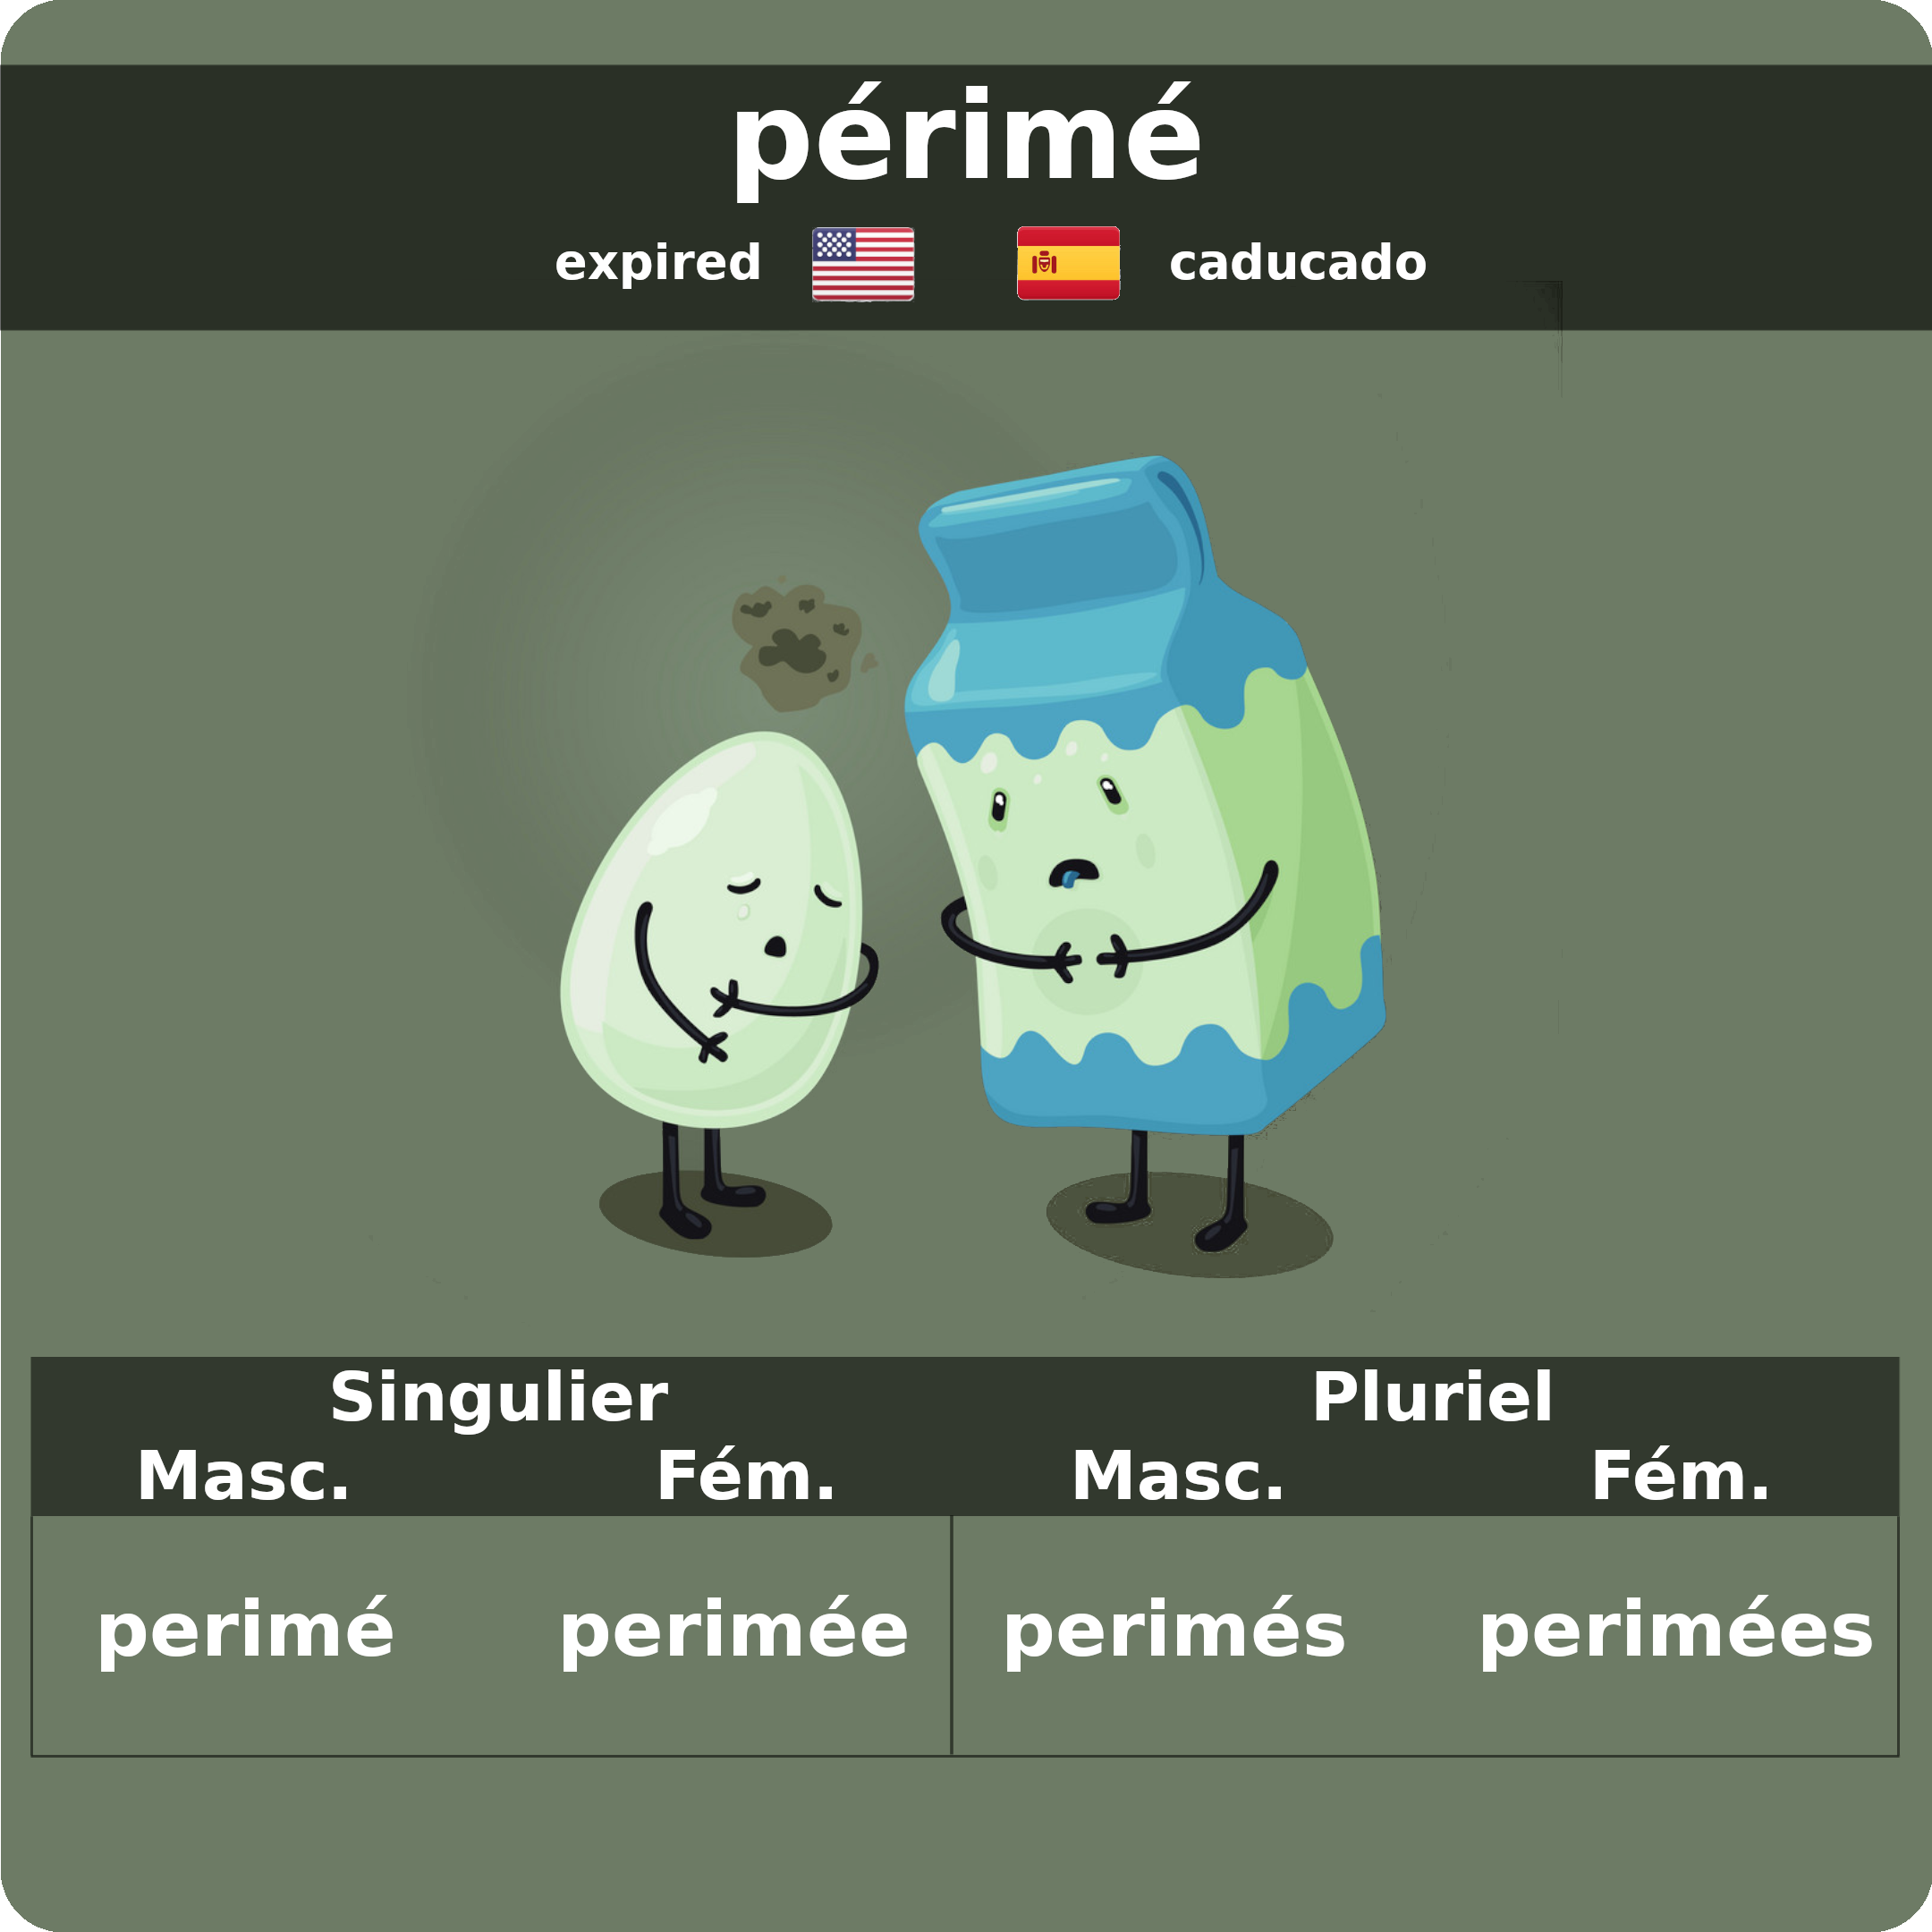 périmé
expired caducado
Singulier Pluriel
Masc. Fém. Masc. Fém.
perimé perimée perimés perimées